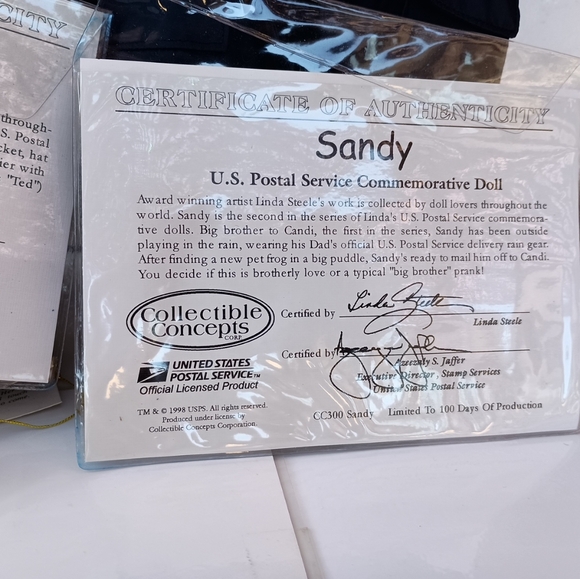 CITY
through-
S. Postal
cket, hat
ier with
"Ted")
CERTIFICATE OF AUTHENTICITY
Sandy
U.S. Postal Service Commemorative Doll
Award winning artist Linda Steele's work is collected by doll lovers throughout the
world. Sandy is the second in the series of Linda's U.S. Postal Service commemora-
tive dolls. Big brother to Candi, the first in the series, Sandy has been outside
playing in the rain, wearing his Dad's official U.S. Postal Service delivery rain gear.
After finding a new pet frog in a big puddle, Sandy's ready to mail him off to Candi.
You decide if this is brotherly love or a typical "big brother" prank!
Collectible
Concepts
CORP.
Certified by Linda Steele
Linda Steele
Certified by
Azeezaly S. Jaffer
Executive Director, Stamp Services
United States Postal Service
UNITED STATES
POSTAL SERVICE™
Official Licensed Product
TM & © 1998 USPS. All rights reserved.
Produced under license by
Collectible Concepts Corporation.
CC300 Sandy Limited To 100 Days Of Production